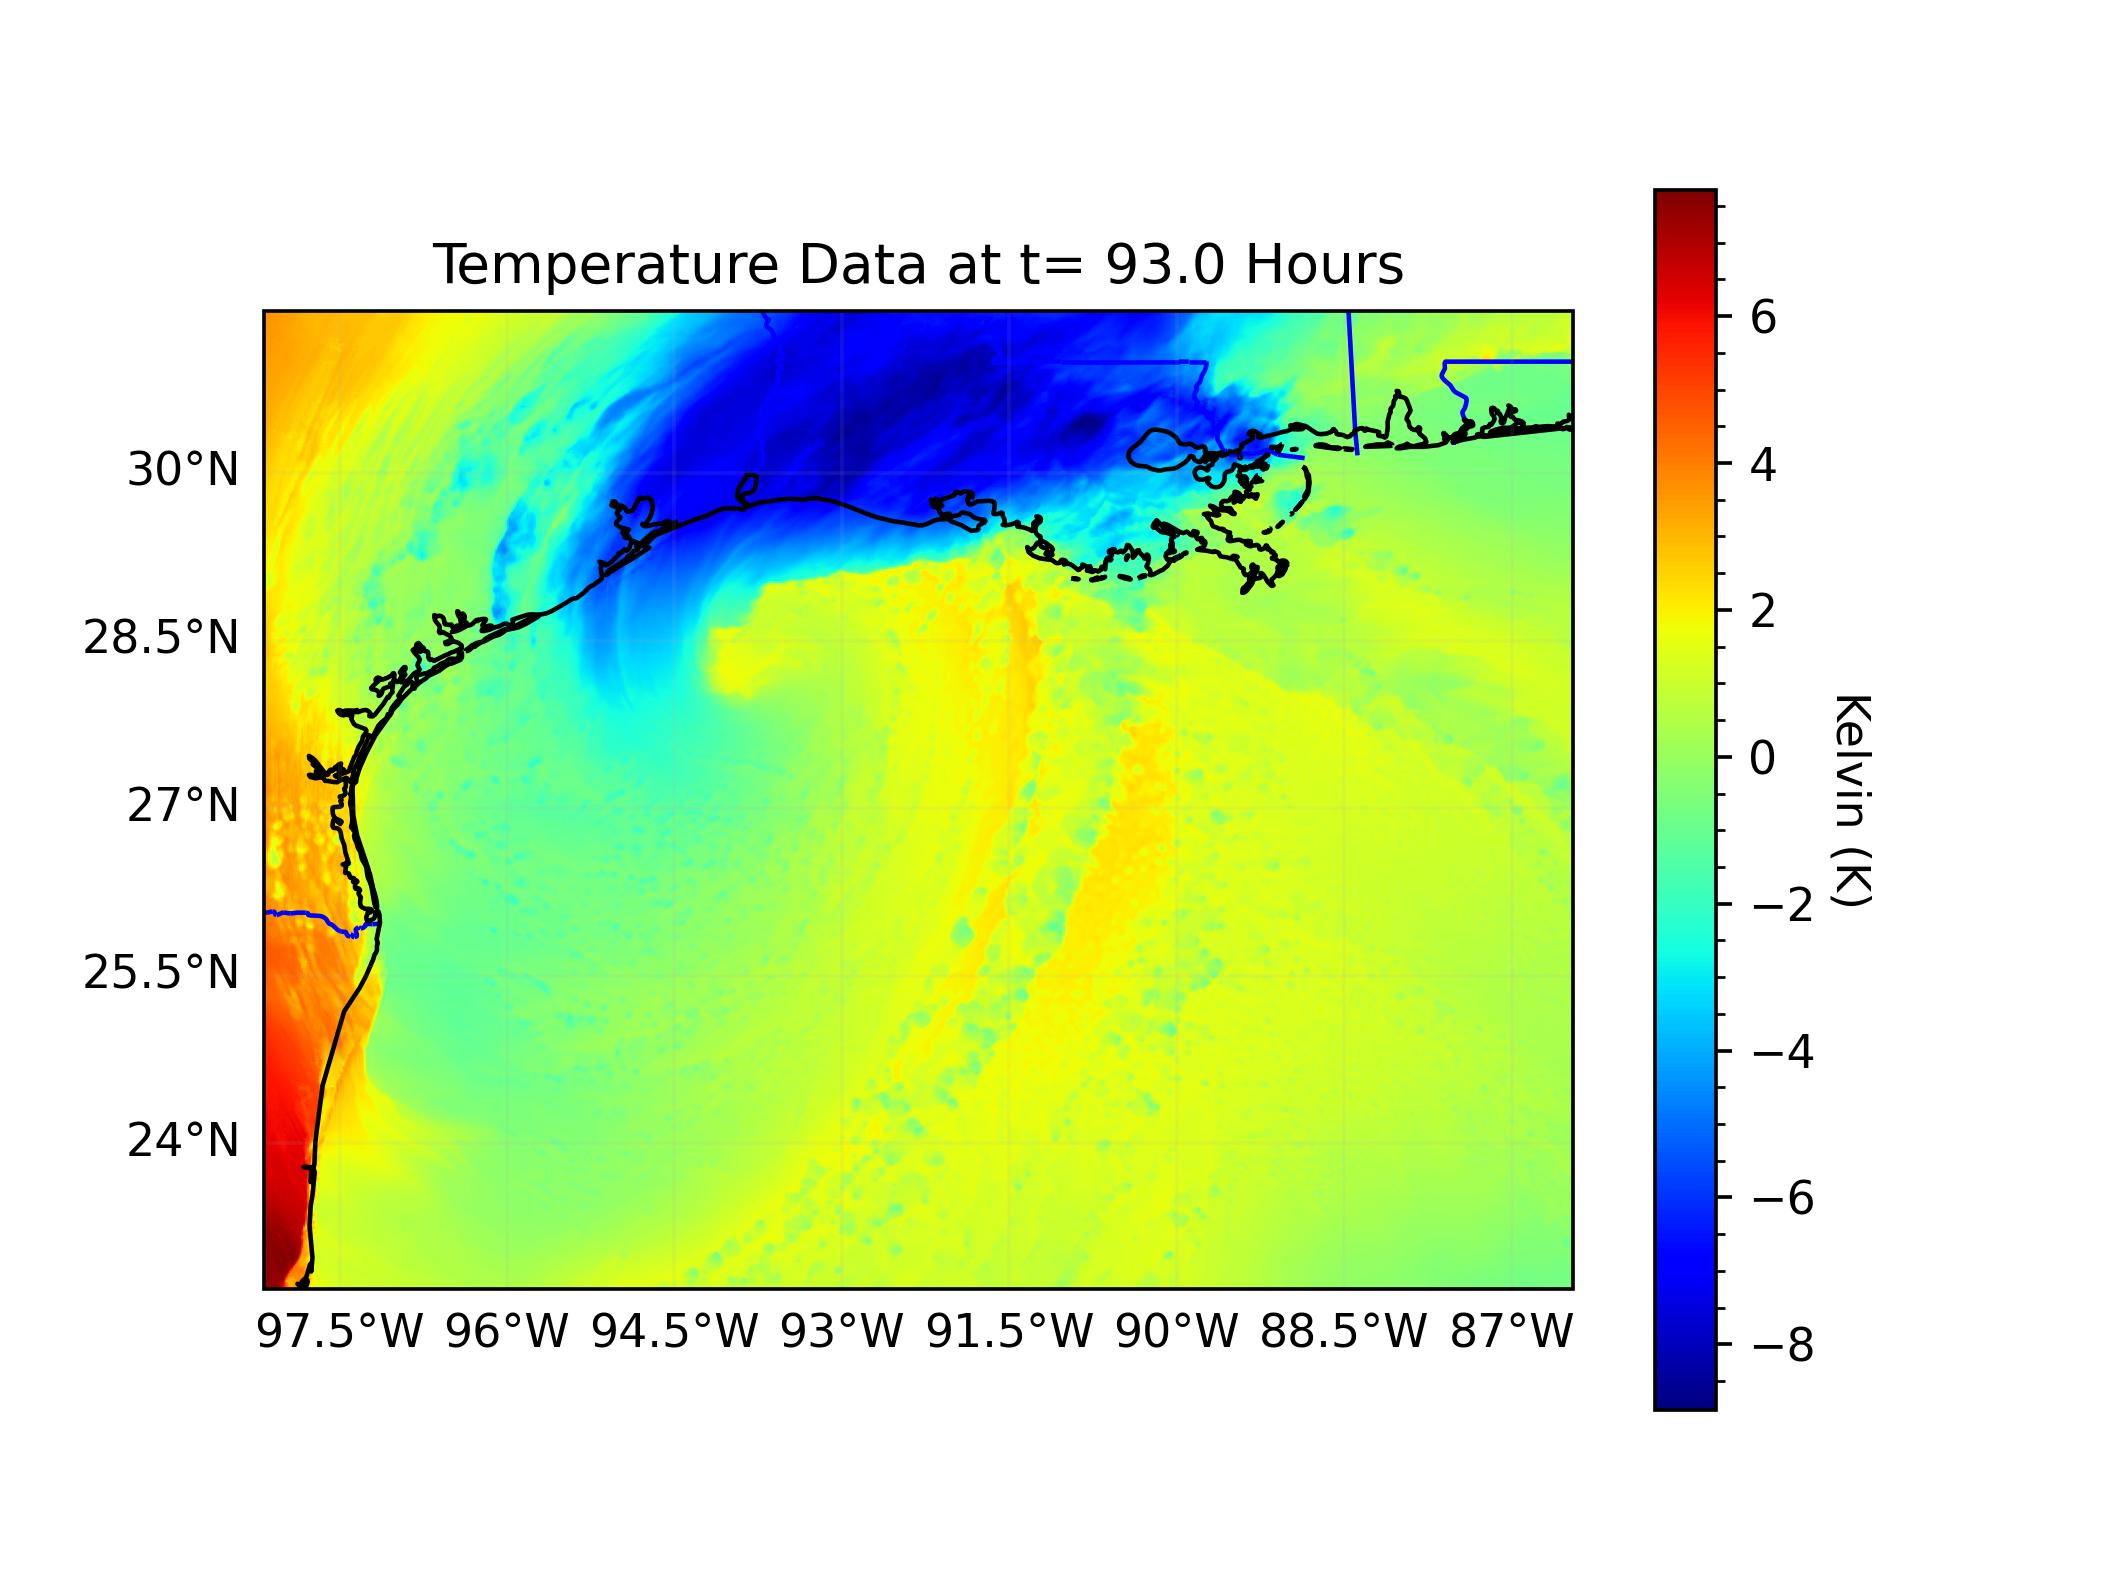 Temperature Data at t= 93.0 Hours
30°N
28.5°N
27°N
25.5°N
24°N
97.5°W 96°W 94.5°W 93°W 91.5°W 90°W 88.5°W 87°W
6
4
2
0
−2
−4
−6
−8
Kelvin (K)